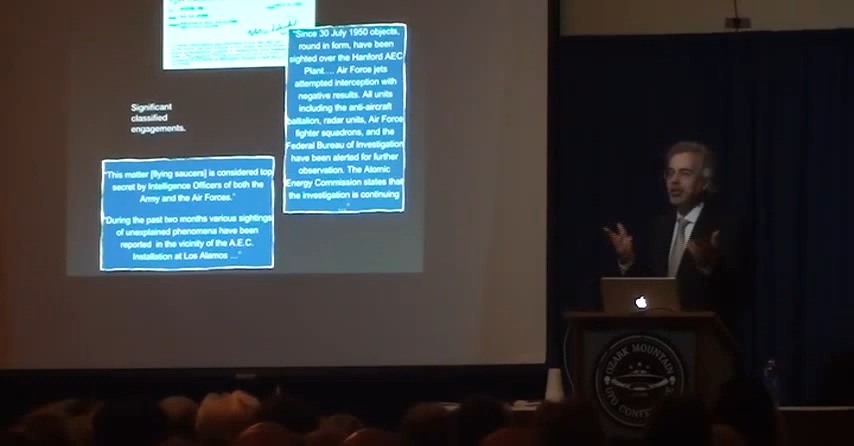 Significant
classified
engagements.
"Since 30 July 1950 objects,
round in form, have been
sighted over the Hanford AEC
Plant.... Air Force jets
attempted interception with
negative results. All units
including the anti-aircraft
battalion, radar units, Air Force
fighter squadrons, and the
Federal Bureau of Investigation
have been alerted for further
observation. The Atomic
Energy Commission states that
the investigation is continuing
..."
"This matter [flying saucers] is considered top
secret by Intelligence Officers of both the
Army and the Air Forces."
"During the past two months various sightings
of unexplained phenomena have been
reported in the vicinity of the A.E.C.
Installation at Los Alamos ..."
OZARK MOUNTAIN
UFO CONFERENCE